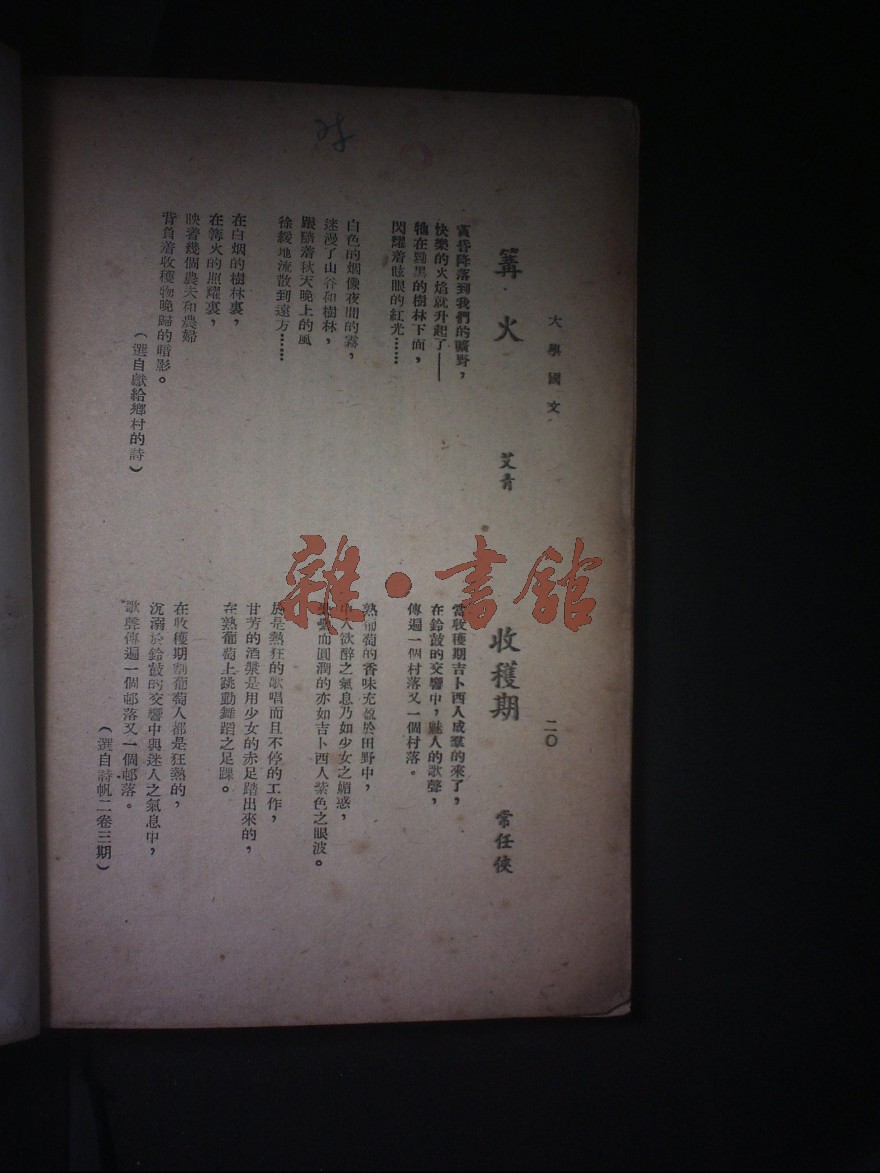 大學國文
二〇
篝火
艾青
黃昏降落到我們的曠野，
快樂的火焰就升起了——
牠在黝黑的樹林下面，
閃耀着眩眼的紅光……
白色的烟像夜間的霧，
迷漫了山谷和樹林，
跟隨着秋天晚上的風
徐緩地流散到遠方……
在白烟的樹林裏，
在篝火的照耀裏，
映着幾個農夫和農婦
背負着收穫物晚歸的暗影。
（選自獻給鄉村的詩）
收穫期
常任俠
當收穫期吉卜西人成羣的來了，
在鈴鼓的交響中，魅人的歌聲，
傳遍一個村落又一個村落。
熟葡萄的香味充盈於田野中，
中人欲醉之氣息乃如少女之媚惑，
而圓潤的亦如吉卜西人紫色之眼波。
於是熱狂的歌唱而且不停的工作，
甘芳的酒漿是用少女的赤足踏出來的，
在熟葡萄上跳動舞蹈之足踝。
在收穫期割葡萄人都是狂熱的，
沉溺於鈴鼓的交響中與迷人之氣息中，
歌聲傳遍一個邨落又一個邨落。
（選自詩帆二卷三期）
雜·書館